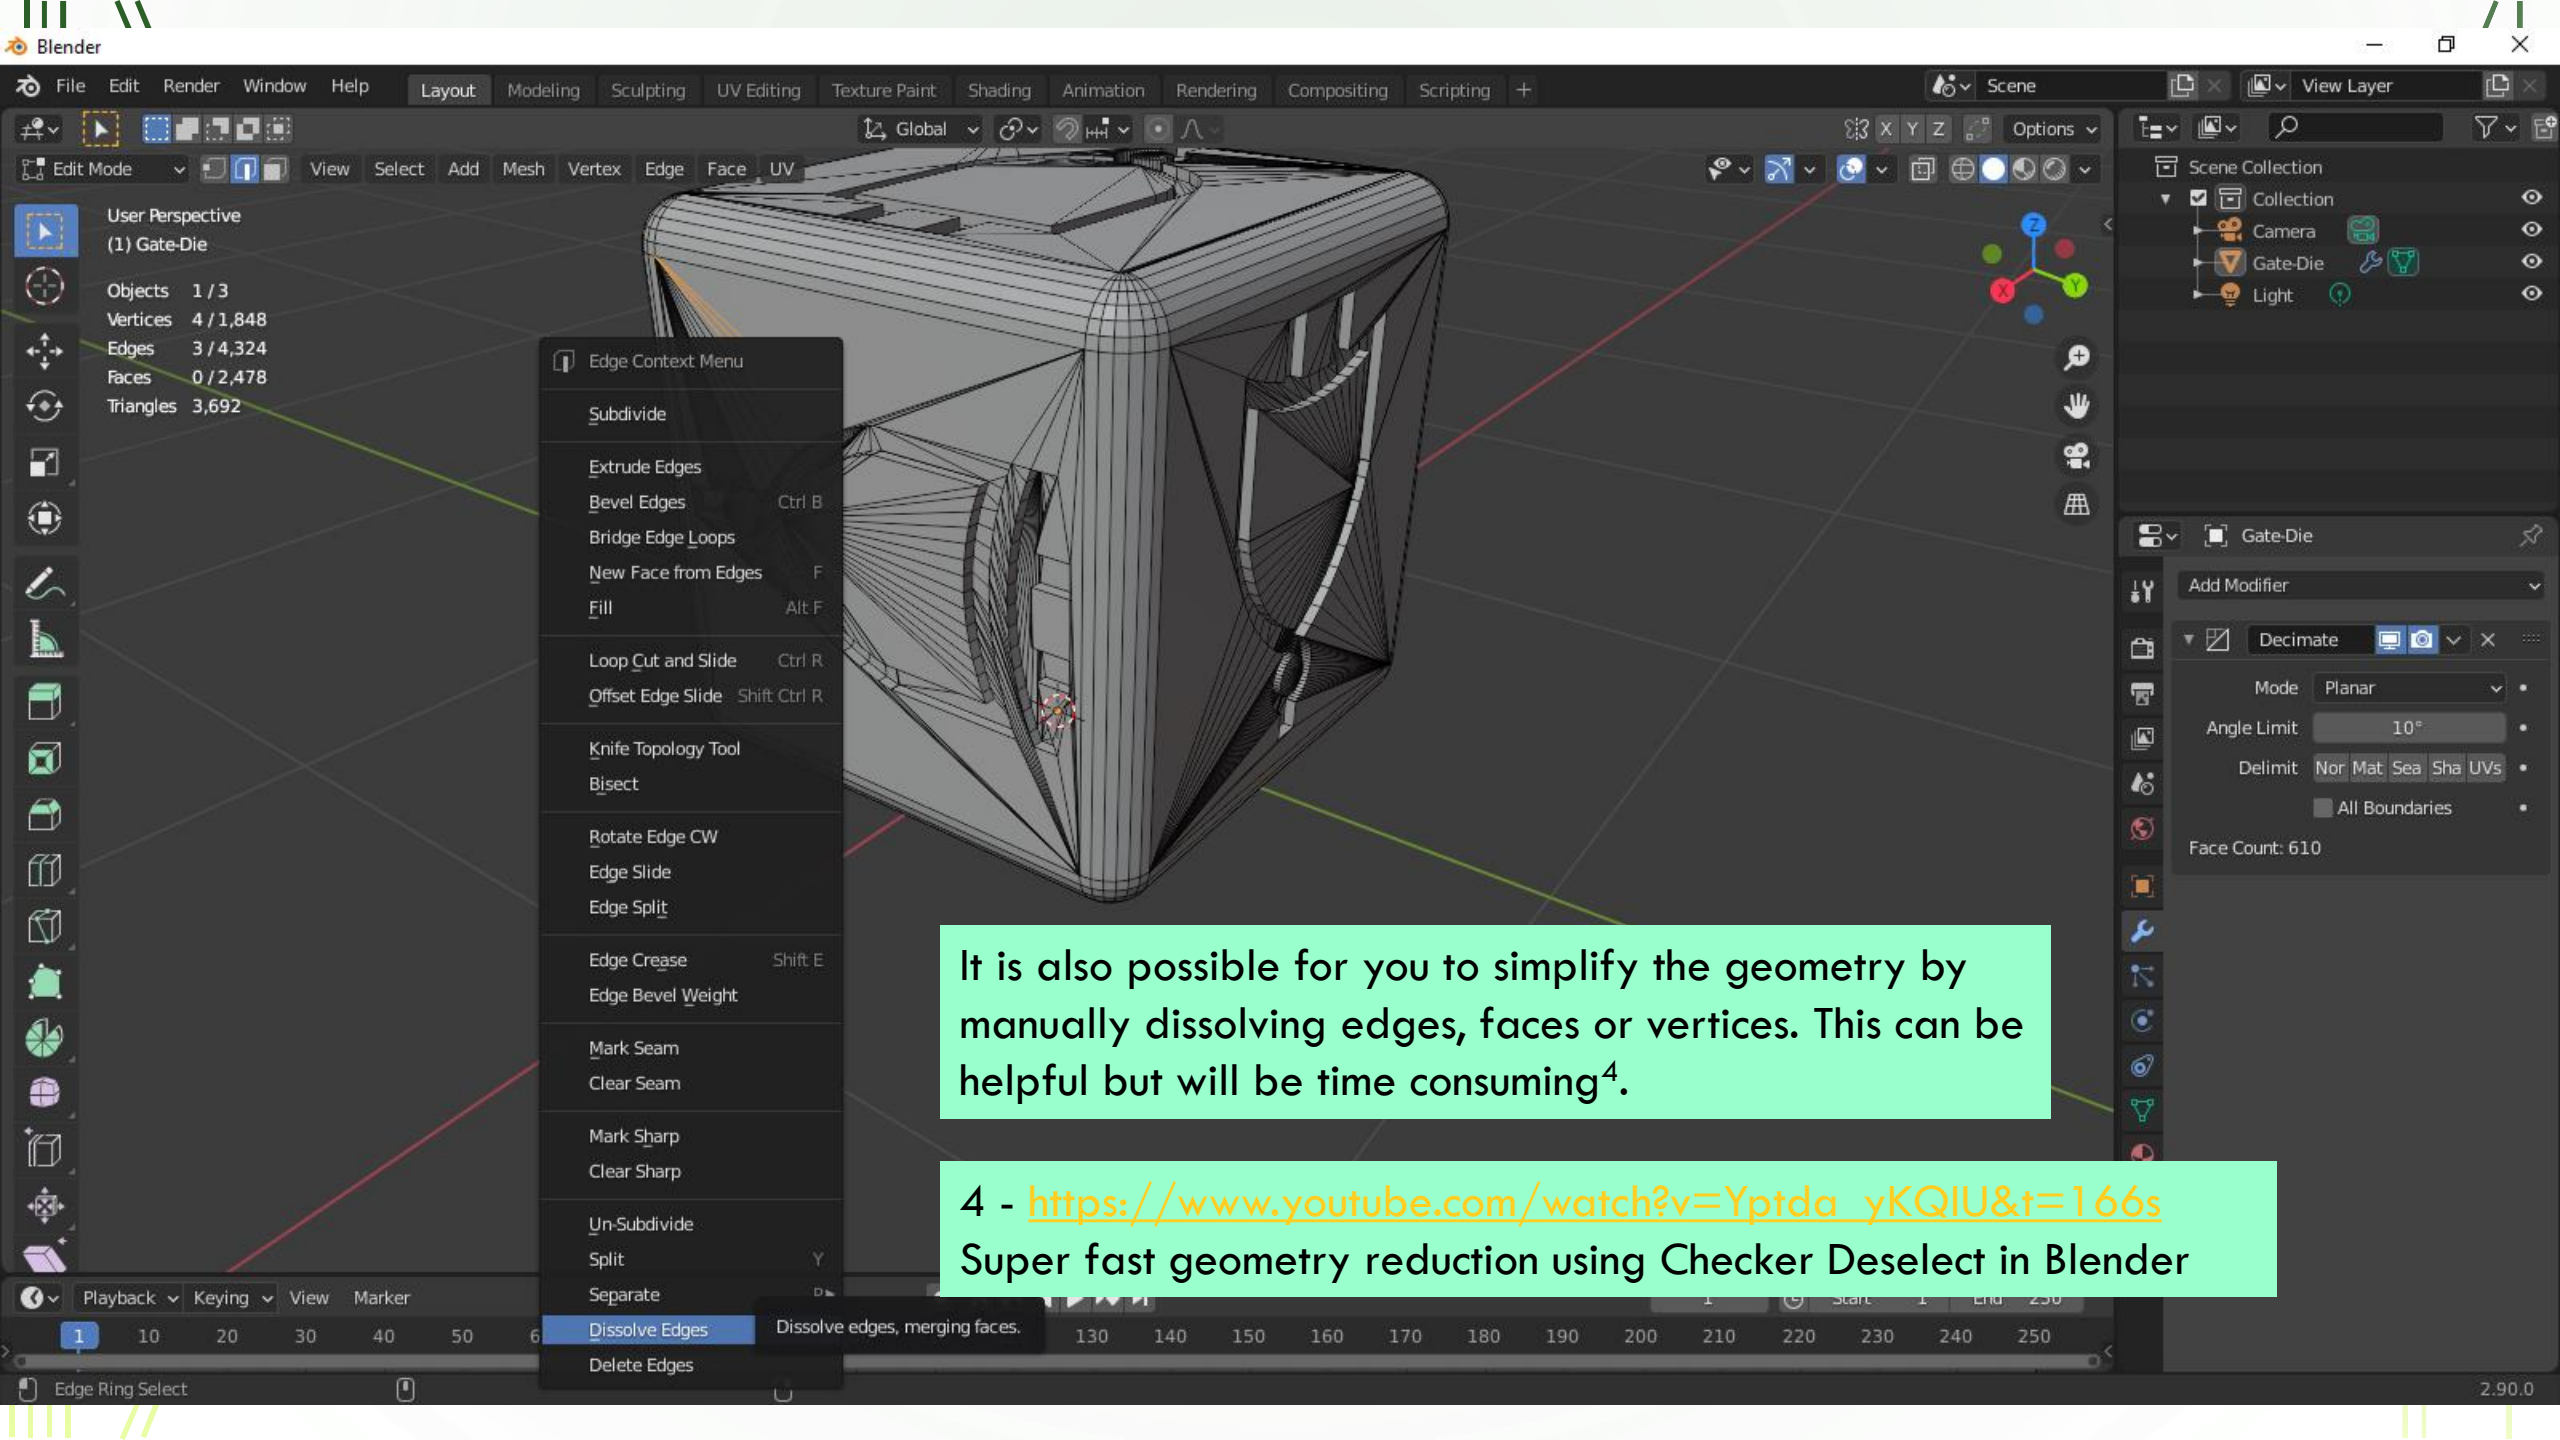 Blender
File Edit Render Window Help Layout Modeling Sculpting UV Editing Texture Paint Shading Animation Rendering Compositing Scripting + Scene View Layer
Global X Y Z Options
Edit Mode View Select Add Mesh Vertex Edge Face UV
User Perspective
(1) Gate-Die
Objects 1/3
Vertices 4/1,848
Edges 3/4,324
Faces 0/2,478
Triangles 3,692
Z
Y
X
Scene Collection
Collection
Camera
Gate-Die
Light
Edge Context Menu
Subdivide
Extrude Edges
Bevel Edges Ctrl B
Bridge Edge Loops
New Face from Edges F
Fill Alt F
Loop Cut and Slide Ctrl R
Offset Edge Slide Shift Ctrl R
Knife Topology Tool
Bisect
Rotate Edge CW
Edge Slide
Edge Split
Edge Crease Shift E
Edge Bevel Weight
Mark Seam
Clear Seam
Mark Sharp
Clear Sharp
Un-Subdivide
Split Y
Separate P
Dissolve Edges
Delete Edges
Dissolve edges, merging faces.
Gate-Die
Add Modifier
Decimate
Mode Planar
Angle Limit 10°
Delimit Nor Mat Sea Sha UVs
All Boundaries
Face Count: 610
It is also possible for you to simplify the geometry by
manually dissolving edges, faces or vertices. This can be
helpful but will be time consuming⁴.
4 - https://www.youtube.com/watch?v=Yptda_yKQIU&t=166s
Super fast geometry reduction using Checker Deselect in Blender
Playback Keying View Marker 1 Start 1 End 250
1 10 20 30 40 50 6 130 140 150 160 170 180 190 200 210 220 230 240 250
Edge Ring Select 2.90.0